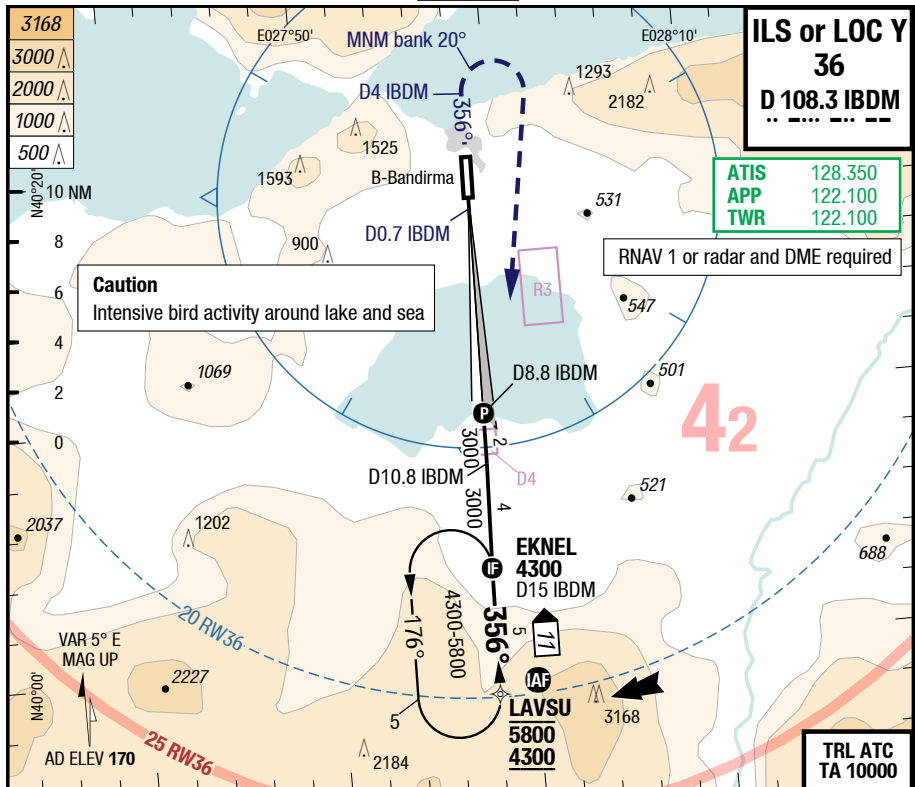 3168
3000
2000
1000
500
E027°50'
MNM bank 20°
E028°10'
ILS or LOC Y
36
D 108.3 IBDM
D4 IBDM
356°
1293
2182
1525
1593
B-Bandirma
N40°20'
10 NM
ATIS 128.350
APP 122.100
TWR 122.100
531
D0.7 IBDM
8
900
RNAV 1 or radar and DME required
Caution
Intensive bird activity around lake and sea
R3
6
547
4
1069
D8.8 IBDM
501
2
P
42
0
3000
2
D10.8 IBDM
D4
3000
4
521
2037
1202
688
EKNEL
4300
D15 IBDM
IF
4300-5800
176°
356°
5
11
20 RW36
VAR 5° E
MAG UP
2227
IAF
N40°00'
LAVSU
5800
4300
3168
5
25 RW36
AD ELEV 170
2184
TRL ATC
TA 10000